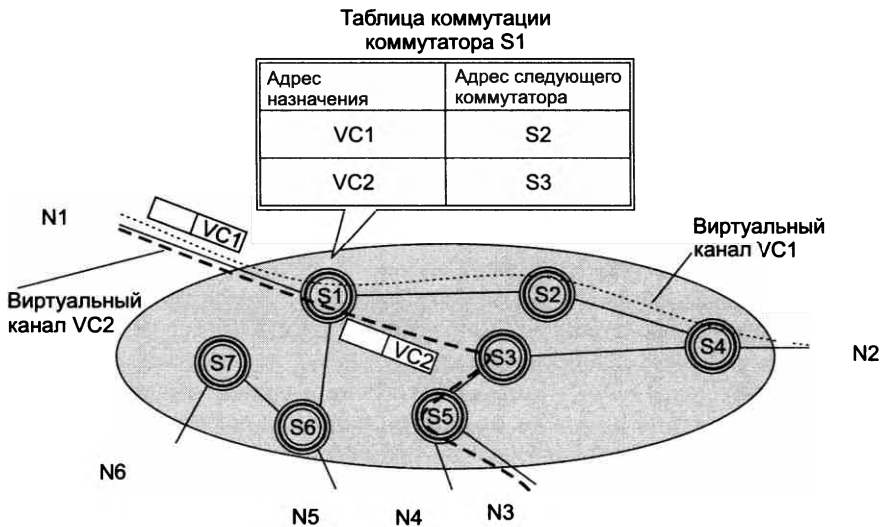 Таблица коммутации
коммутатора S1
Адрес назначения
Адрес следующего коммутатора
VC1
S2
VC2
S3
N1
VC1
Виртуальный
канал VC1
Виртуальный
канал VC2
S1
S2
VC2
S3
S4
N2
S7
S5
S6
N6
N5
N4
N3